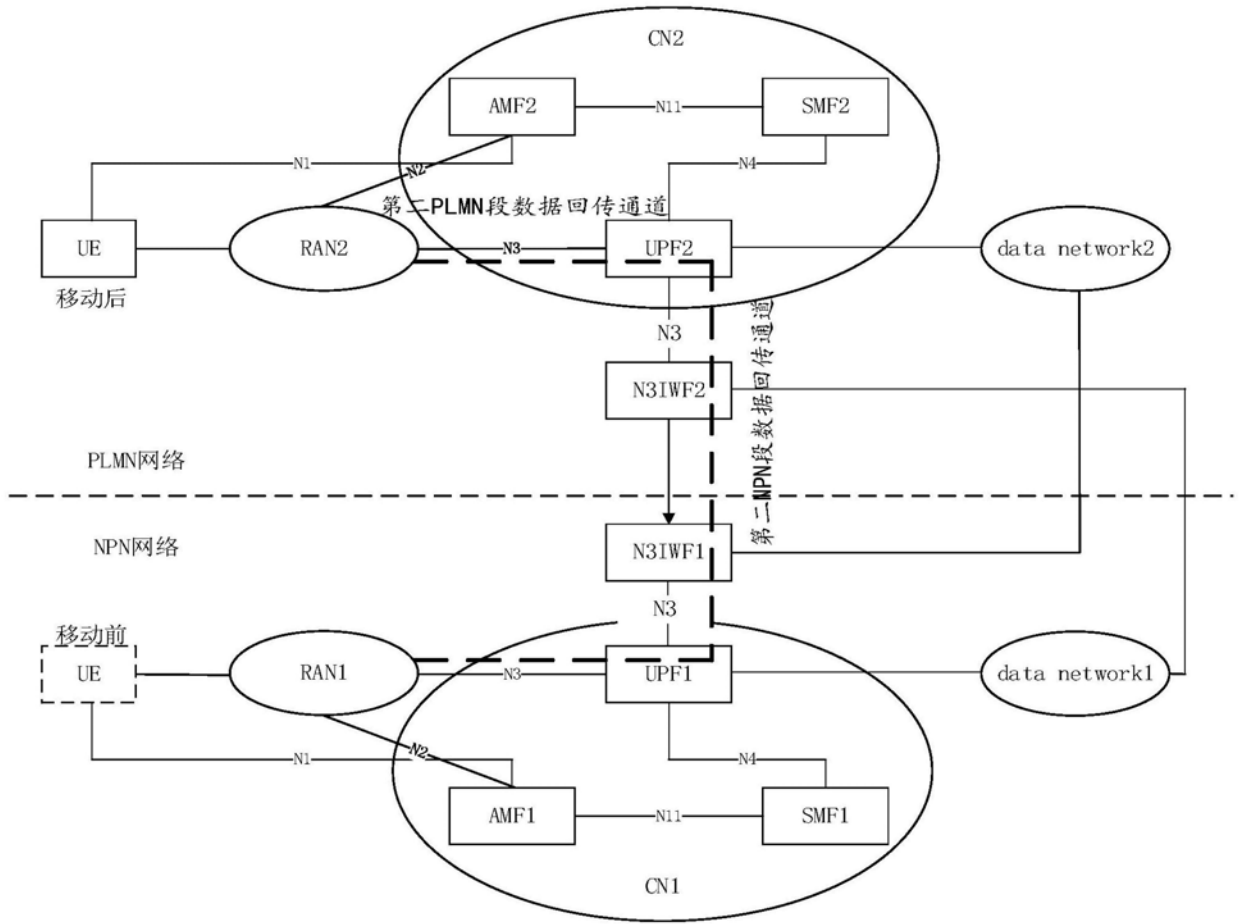 CN2
AMF2
N11
SMF2
N1
N2
N4
第二PLMN段数据回传通道
UE
RAN2
N3
UPF2
data network2
移动后
N3
第二NPN段数据回传通道
N3IWF2
PLMN网络
NPN网络
N3IWF1
N3
移动前
UE
RAN1
N3
UPF1
data network1
N1
N2
N4
AMF1
N11
SMF1
CN1